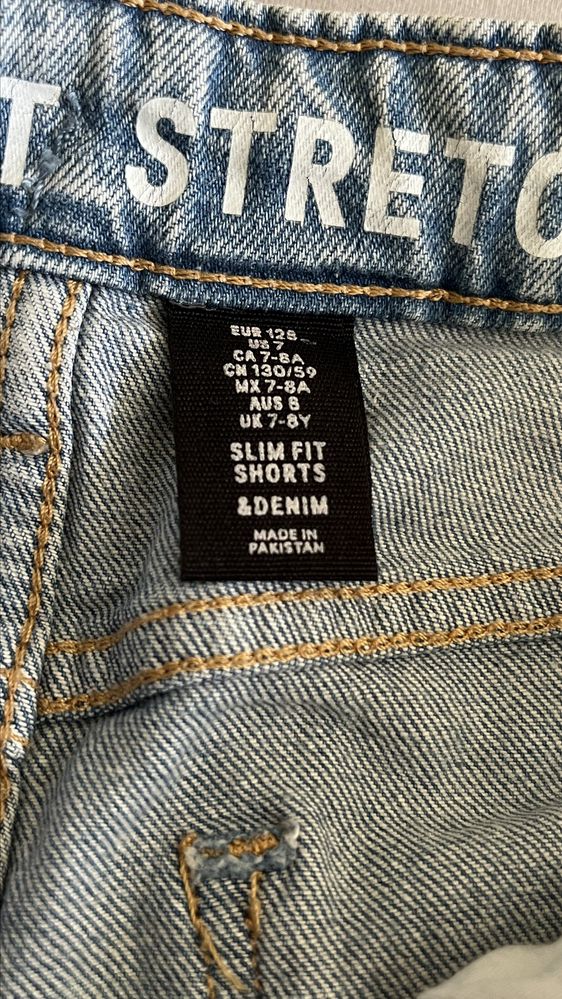 T STRETC
EUR 128
US 7
CA 7-8A
CN 130/59
MX 7-8A
AUS 8
UK 7-8Y
SLIM FIT
SHORTS
&DENIM
MADE IN
PAKISTAN